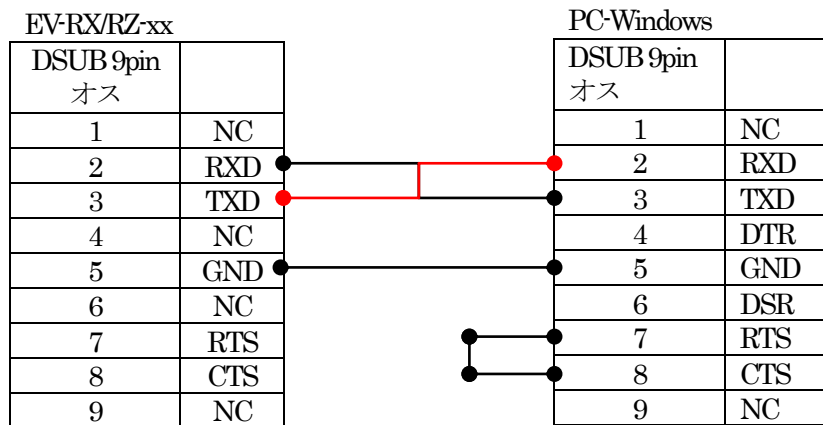 EV-RX/RZ-xx
DSUB 9pin
オス
1 NC
2 RXD
3 TXD
4 NC
5 GND
6 NC
7 RTS
8 CTS
9 NC
PC-Windows
DSUB 9pin
オス
1 NC
2 RXD
3 TXD
4 DTR
5 GND
6 DSR
7 RTS
8 CTS
9 NC